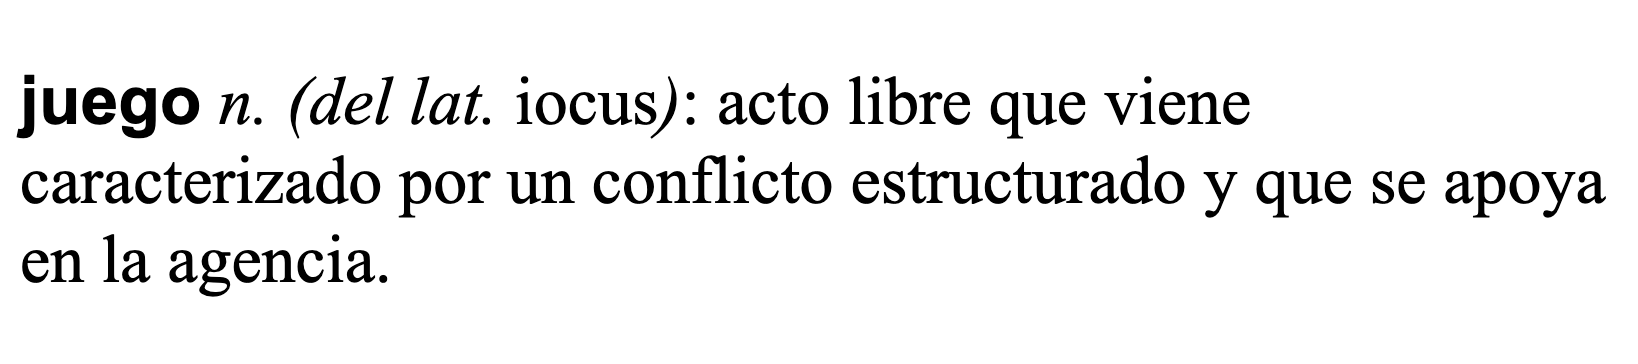 juego n. (del lat. iocus): acto libre que viene
caracterizado por un conflicto estructurado y que se apoya
en la agencia.